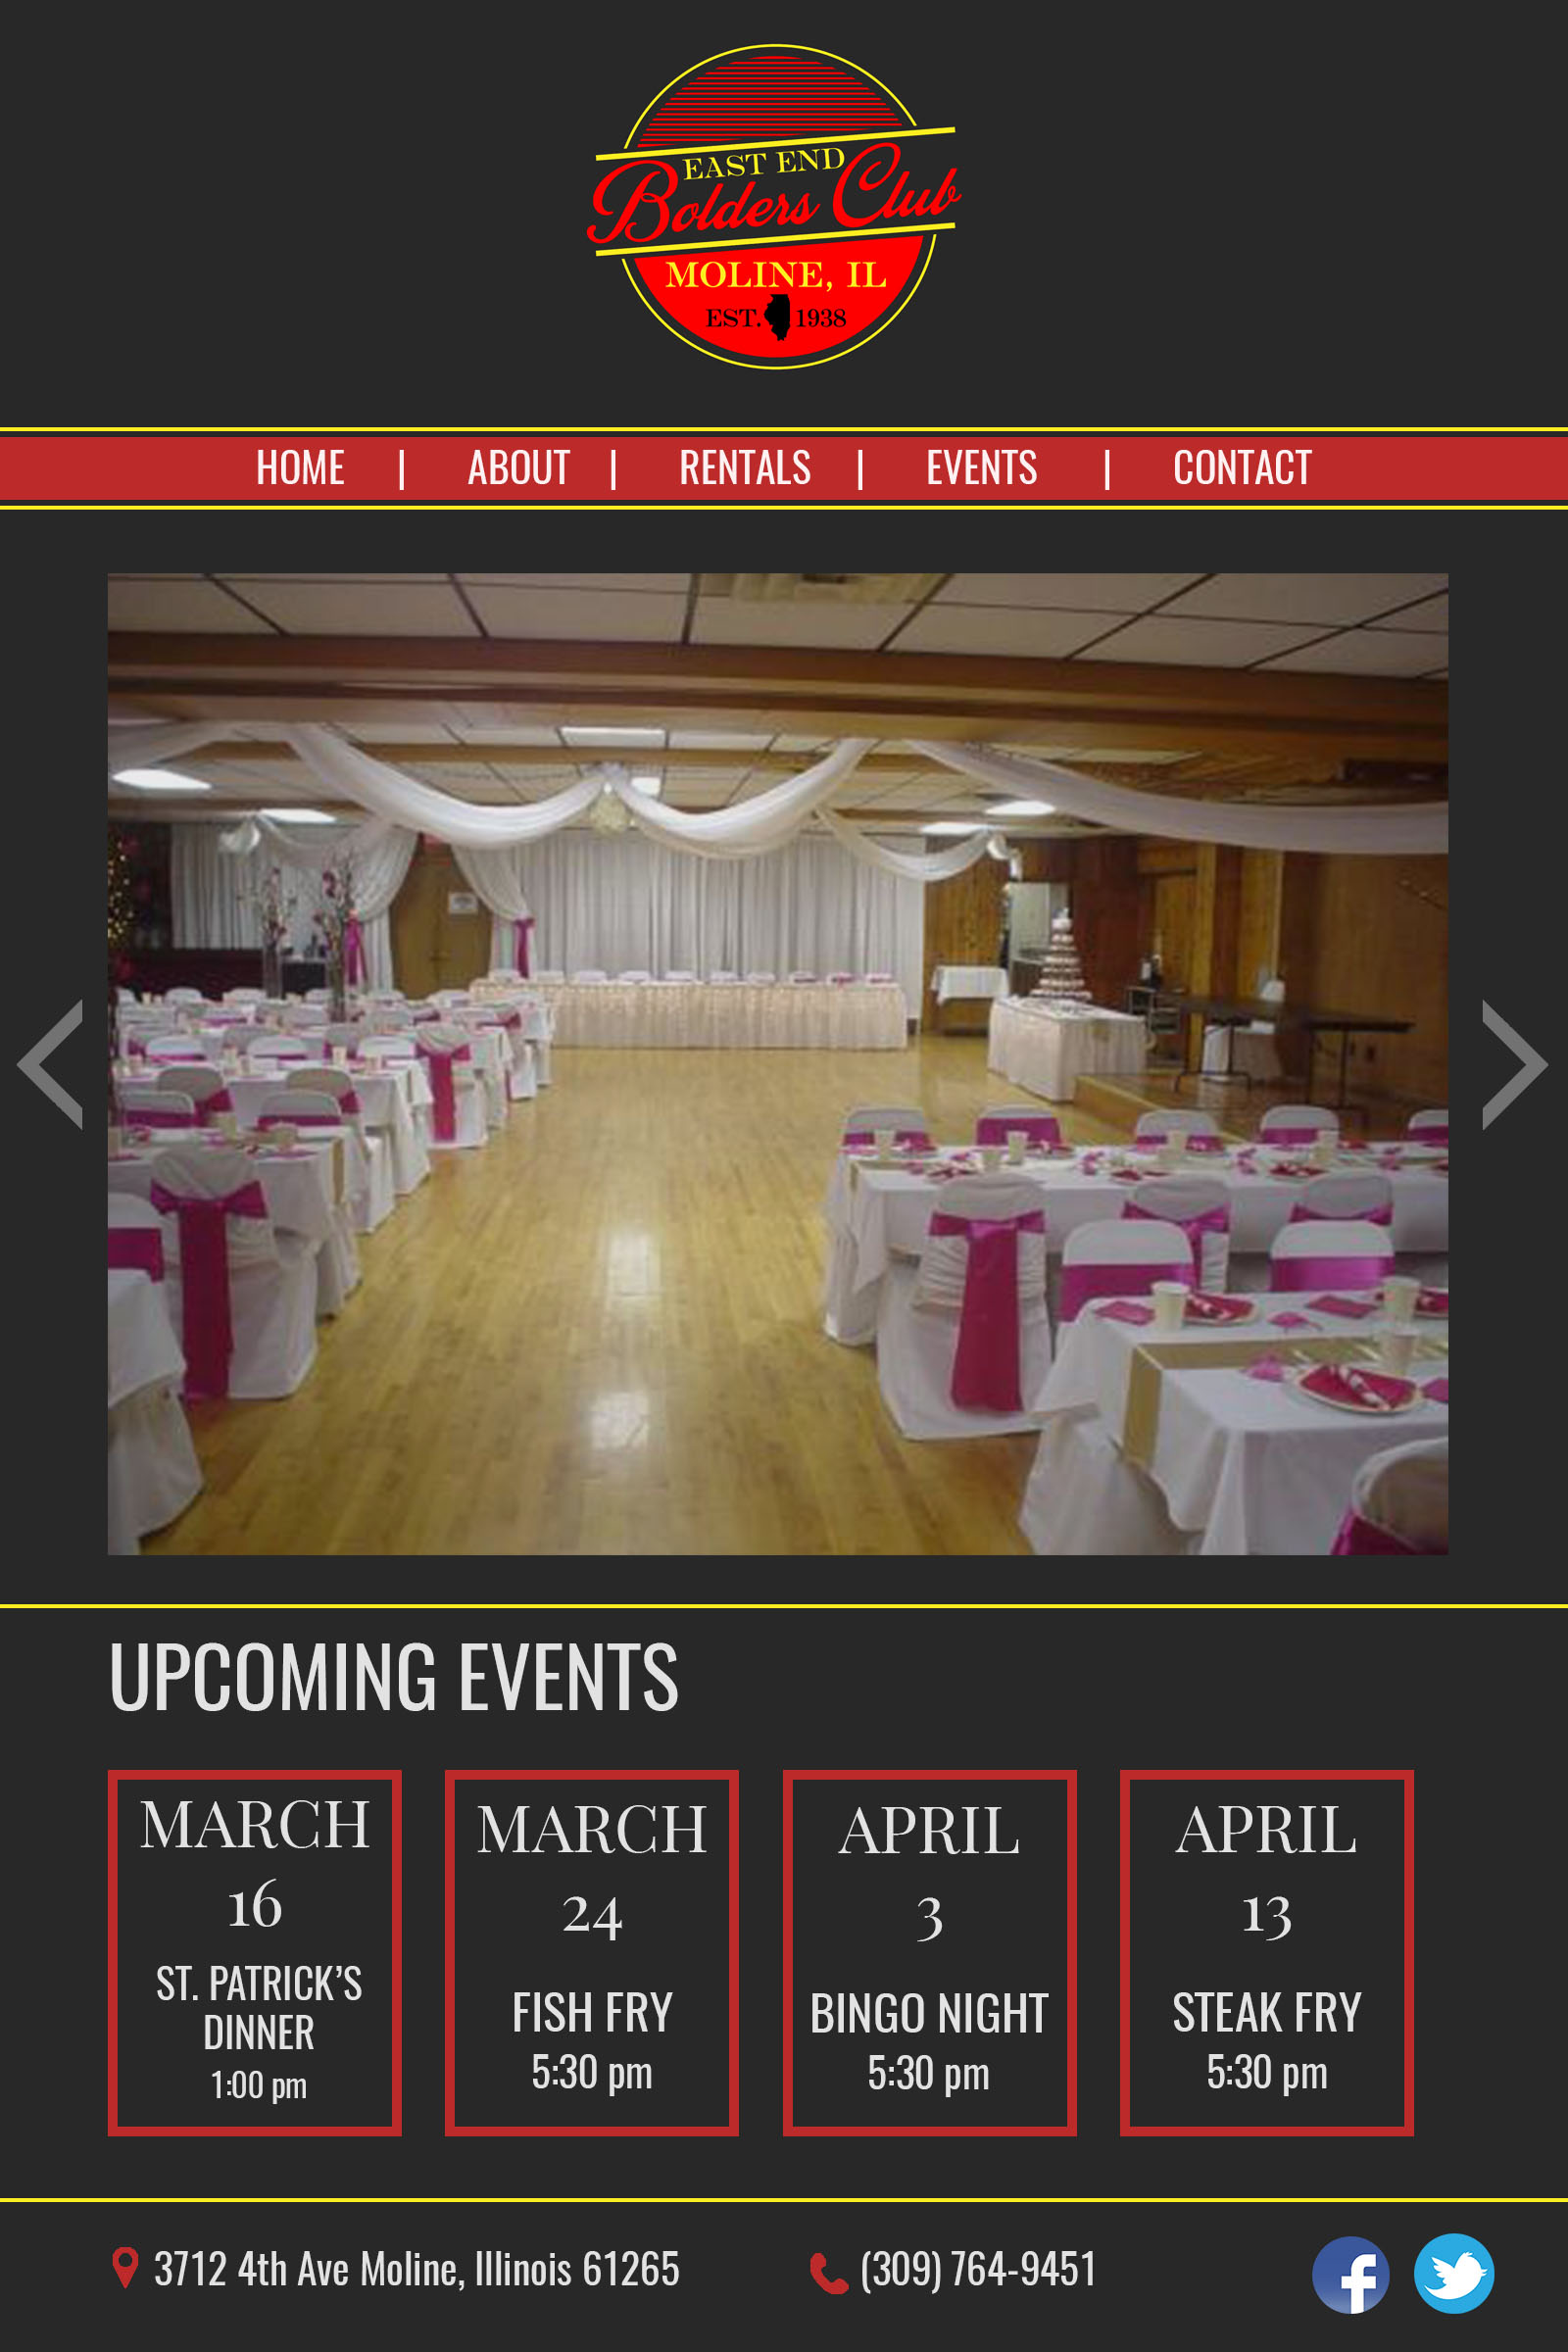 EAST END
Bolders Club
MOLINE, IL
EST. 1938
HOME | ABOUT | RENTALS | EVENTS | CONTACT
UPCOMING EVENTS
MARCH
16
ST. PATRICK'S
DINNER
1:00 pm
MARCH
24
FISH FRY
5:30 pm
APRIL
3
BINGO NIGHT
5:30 pm
APRIL
13
STEAK FRY
5:30 pm
3712 4th Ave Moline, Illinois 61265
(309) 764-9451